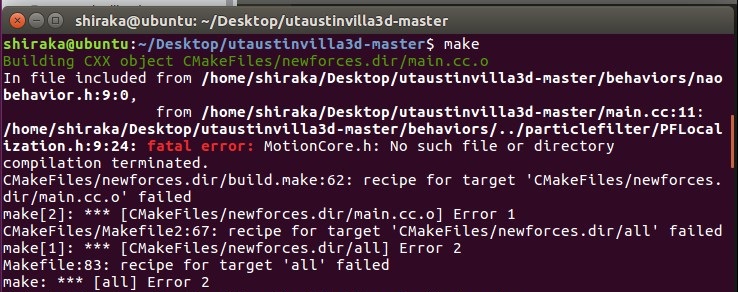 shiraka@ubuntu: ~/Desktop/utaustinvilla3d-master
shiraka@ubuntu:~/Desktop/utaustinvilla3d-master$ make
Building CXX object CMakeFiles/newforces.dir/main.cc.o
In file included from /home/shiraka/Desktop/utaustinvilla3d-master/behaviors/nao
behavior.h:9:0,
from /home/shiraka/Desktop/utaustinvilla3d-master/main.cc:11:
/home/shiraka/Desktop/utaustinvilla3d-master/behaviors/../particlefilter/PFLocal
ization.h:9:24: fatal error: MotionCore.h: No such file or directory
compilation terminated.
CMakeFiles/newforces.dir/build.make:62: recipe for target 'CMakeFiles/newforces.
dir/main.cc.o' failed
make[2]: *** [CMakeFiles/newforces.dir/main.cc.o] Error 1
CMakeFiles/Makefile2:67: recipe for target 'CMakeFiles/newforces.dir/all' failed
make[1]: *** [CMakeFiles/newforces.dir/all] Error 2
Makefile:83: recipe for target 'all' failed
make: *** [all] Error 2